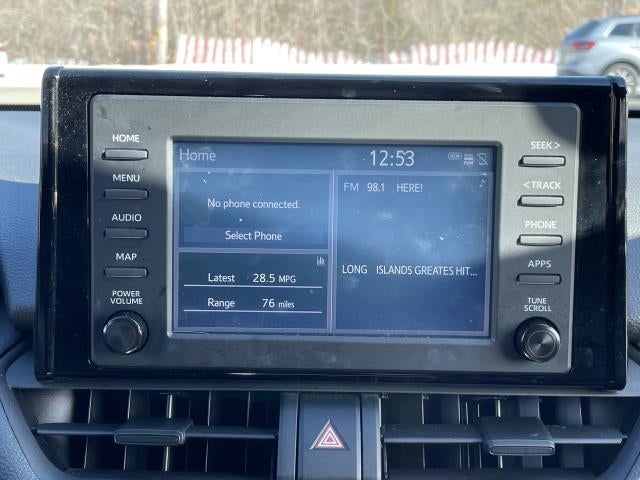 HOME
MENU
AUDIO
MAP
POWER
VOLUME
Home
12:53
DCM
No phone connected.
Select Phone
Latest 28.5 MPG
Range 76 miles
FM 98.1 HERE!
LONG ISLANDS GREATES HIT...
SEEK >
< TRACK
PHONE
APPS
TUNE
SCROLL